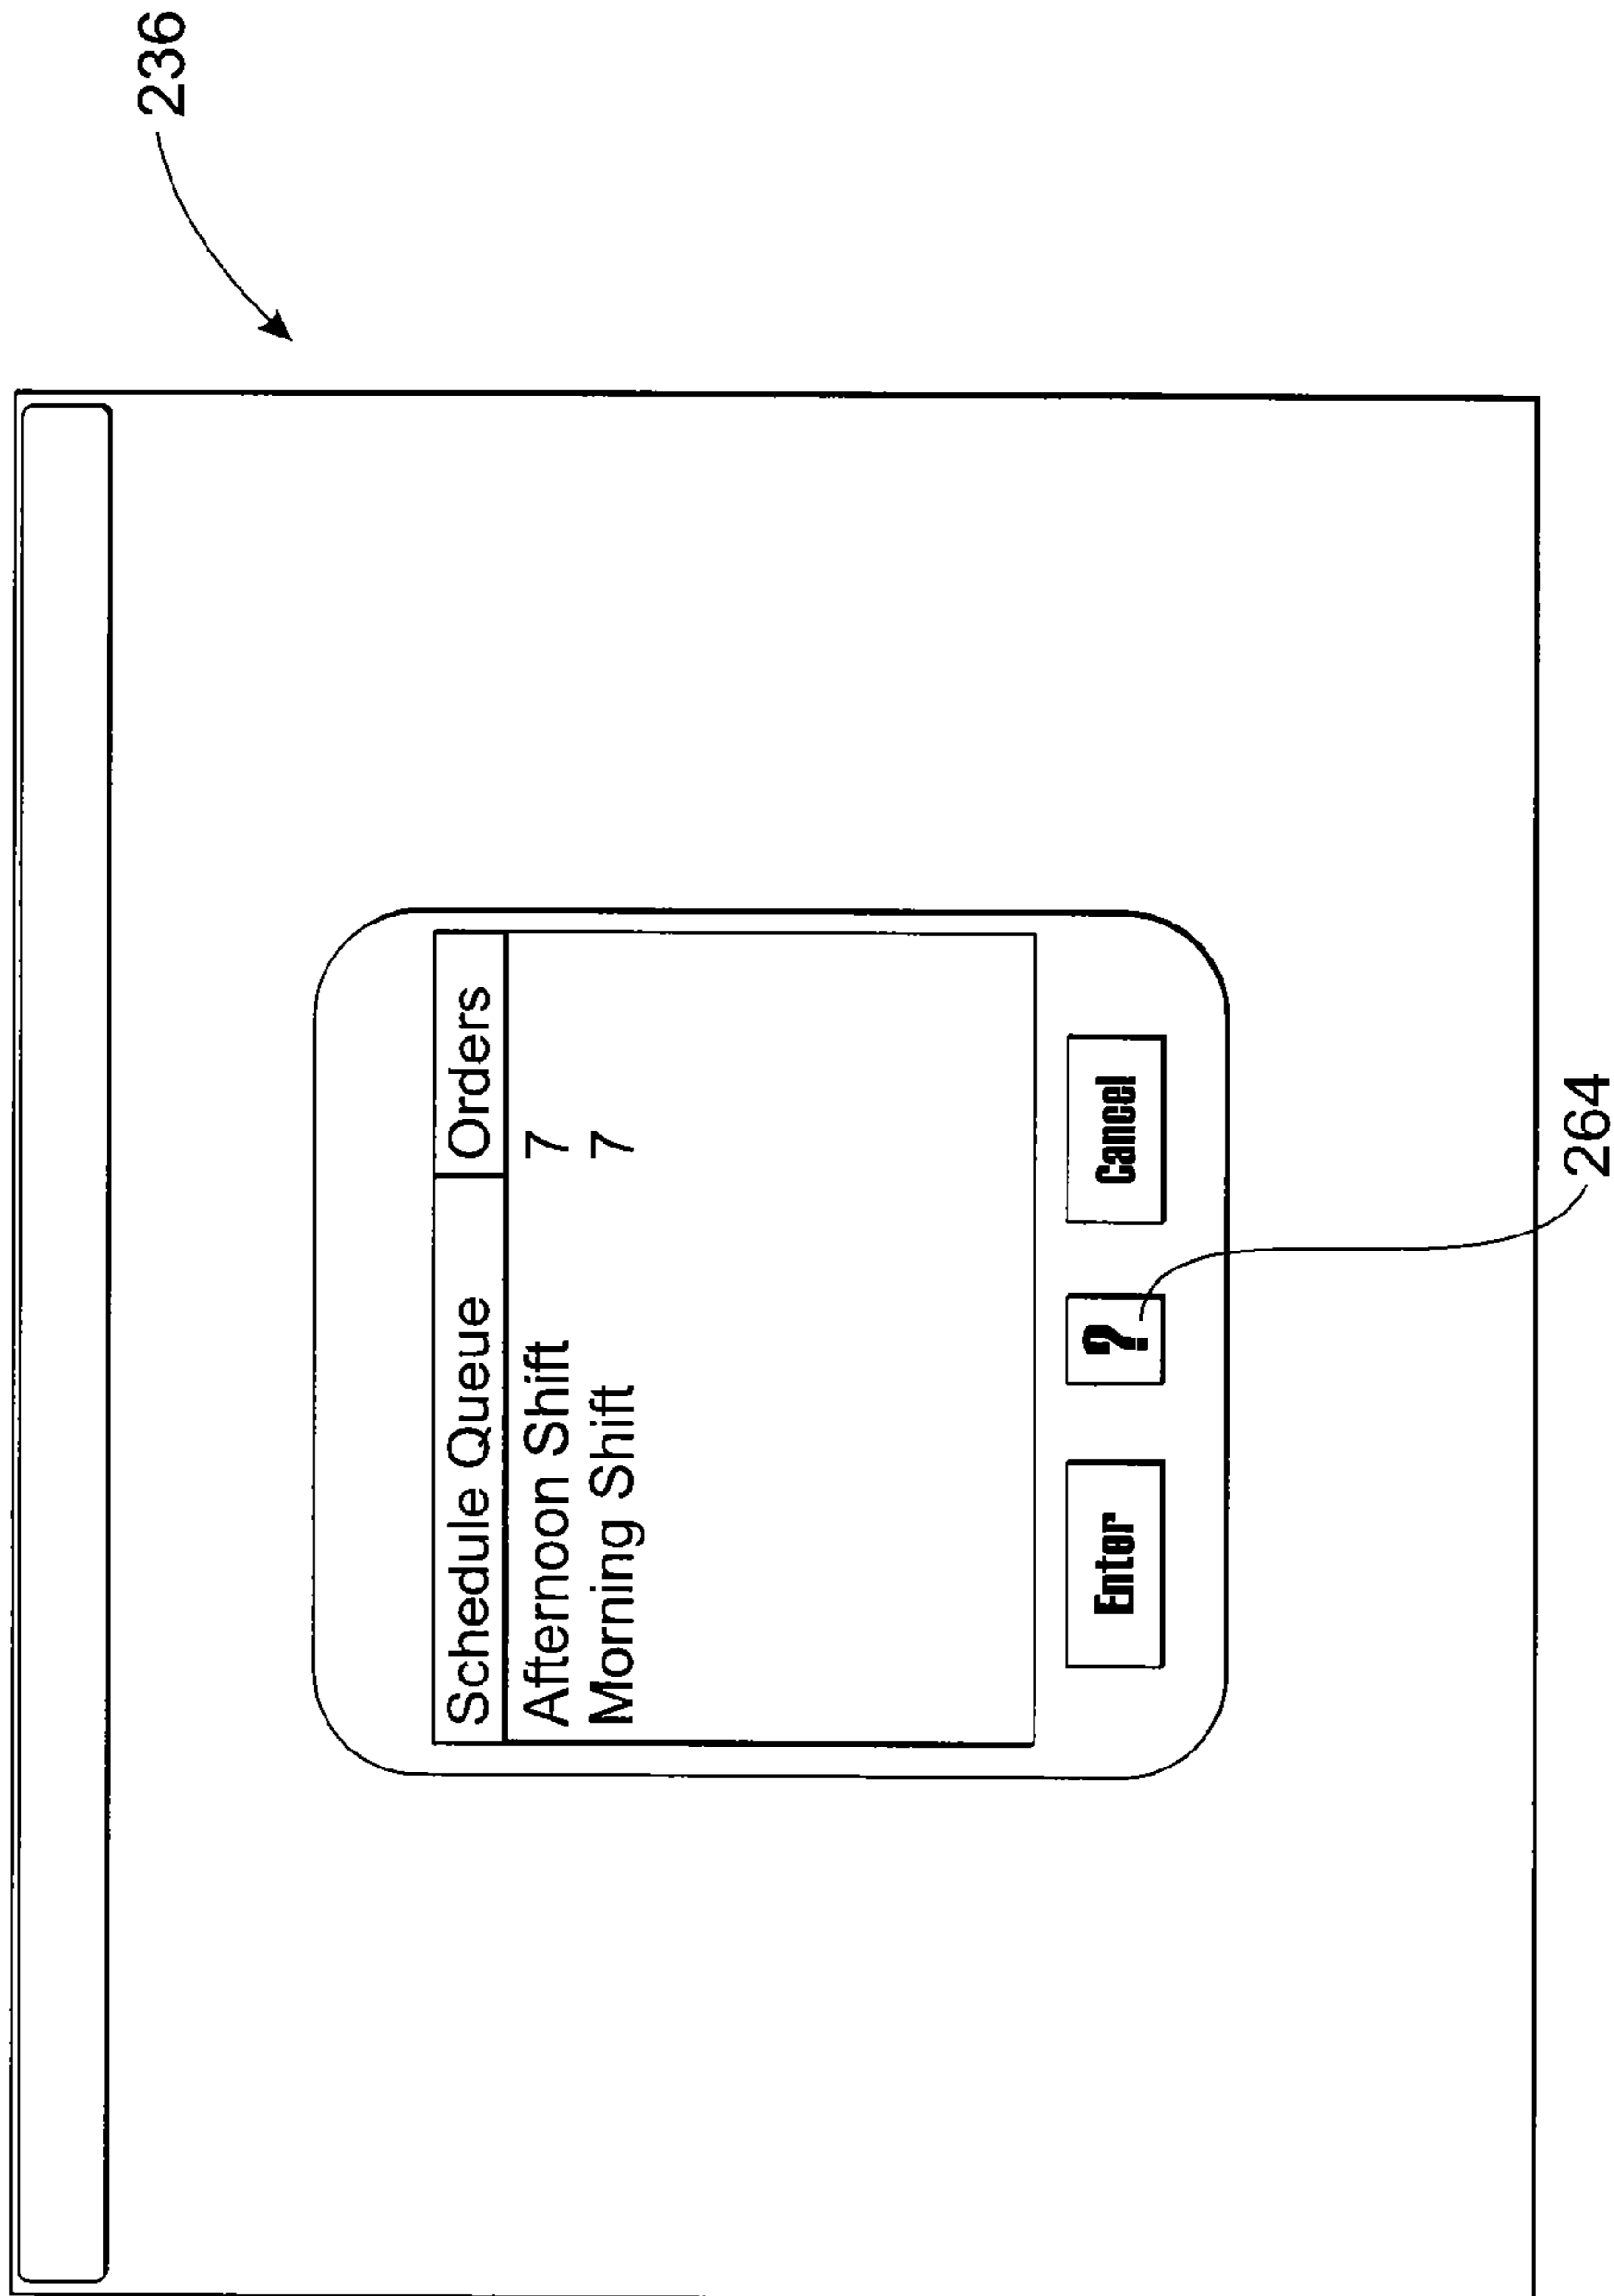 236
Schedule Queue Orders
Afternoon Shift 7
Morning Shift 7
Enter ? Cancel
264